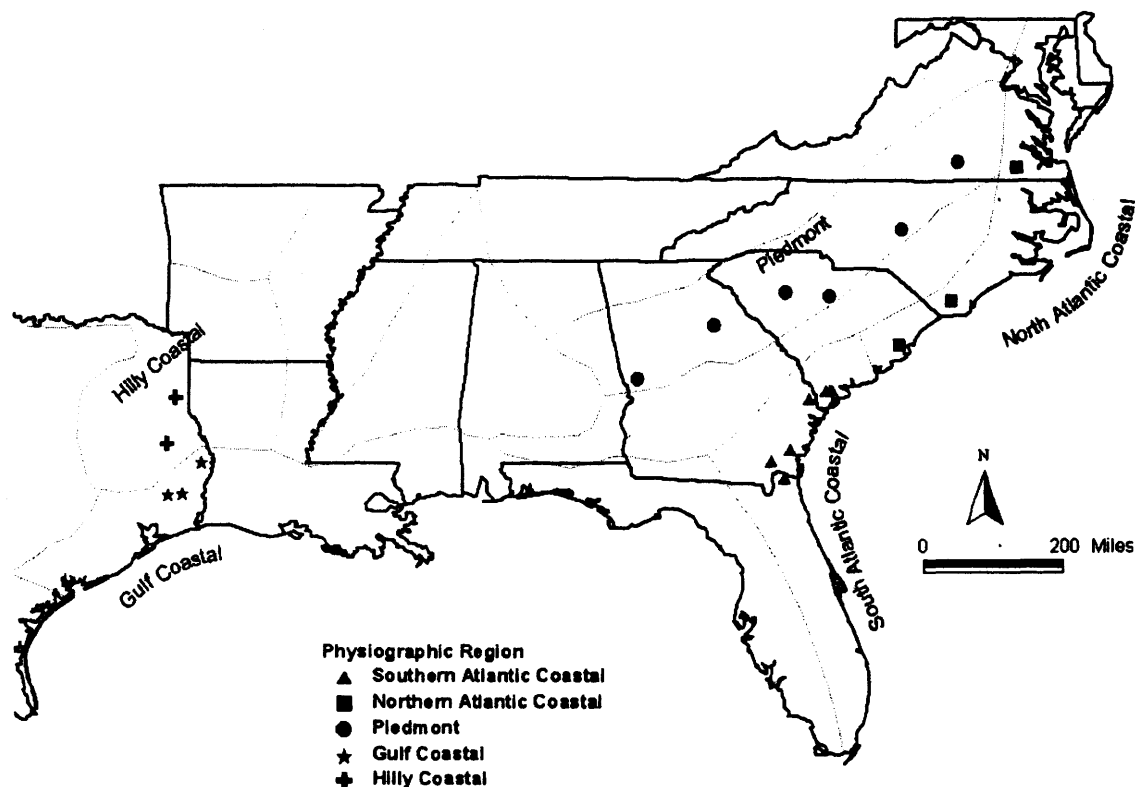 Piedmont
North Atlantic Coastal
Hilly Coastal
South Atlantic Coastal
Gulf Coastal
N
0 200 Miles
Physiographic Region
Southern Atlantic Coastal
Northern Atlantic Coastal
Piedmont
Gulf Coastal
Hilly Coastal